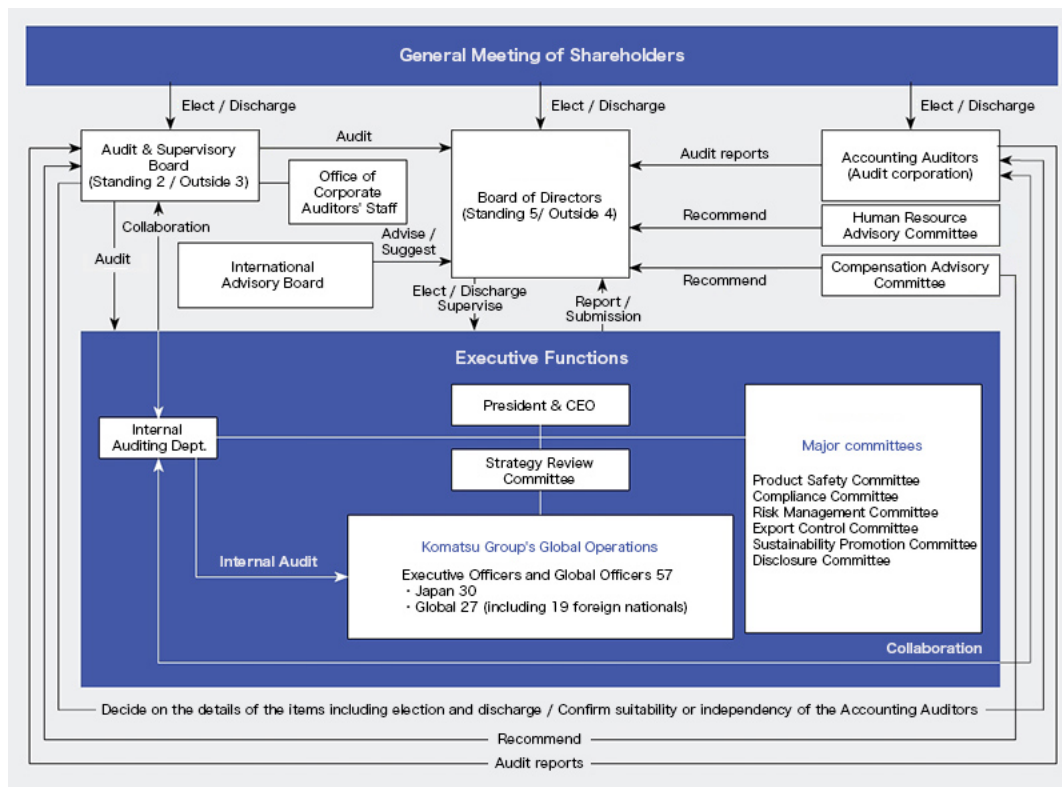 General Meeting of Shareholders
Elect / Discharge
Elect / Discharge
Elect / Discharge
Audit & Supervisory
Board
(Standing 2 / Outside 3)
Audit
Office of
Corporate
Auditors' Staff
Board of Directors
(Standing 5/ Outside 4)
Audit reports
Accounting Auditors
(Audit corporation)
Recommend
Human Resource
Advisory Committee
Collaboration
Audit
Advise /
Suggest
International
Advisory Board
Recommend
Compensation Advisory
Committee
Elect / Discharge
Supervise
Report /
Submission
Executive Functions
President & CEO
Internal
Auditing Dept.
Strategy Review
Committee
Major committees
Product Safety Committee
Compliance Committee
Risk Management Committee
Export Control Committee
Sustainability Promotion Committee
Disclosure Committee
Internal Audit
Komatsu Group's Global Operations
Executive Officers and Global Officers 57
・Japan 30
・Global 27 (including 19 foreign nationals)
Collaboration
Decide on the details of the items including election and discharge / Confirm suitability or independency of the Accounting Auditors
Recommend
Audit reports